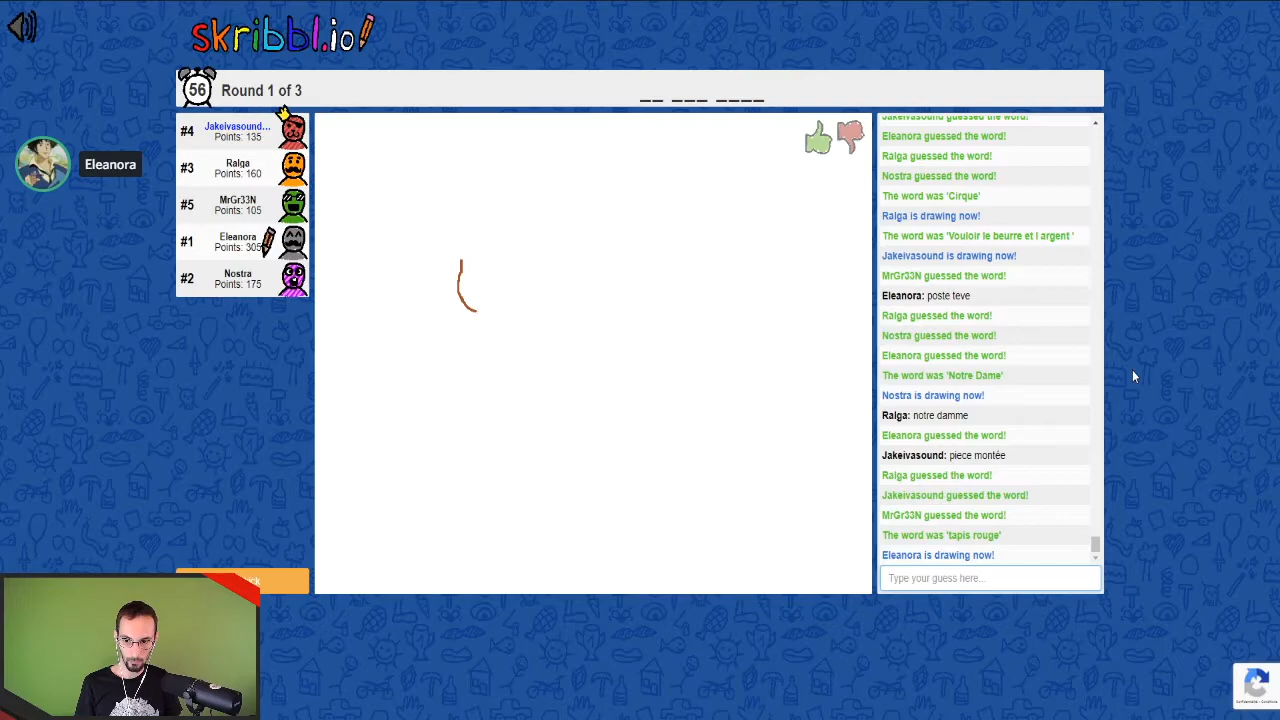 skribbl.io
56
Round 1 of 3
__ ___ ____
#4
Jakeivasound...
Points: 135
#3
Ralga
Points: 160
#5
MrGr33N
Points: 105
#1
Eleanora
Points: 305
#2
Nostra
Points: 175
Eleanora
Jakeivasound guessed the word!
Eleanora guessed the word!
Ralga guessed the word!
Nostra guessed the word!
The word was 'Cirque'
Ralga is drawing now!
The word was 'Vouloir le beurre et l argent '
Jakeivasound is drawing now!
MrGr33N guessed the word!
Eleanora: poste teve
Ralga guessed the word!
Nostra guessed the word!
Eleanora guessed the word!
The word was 'Notre Dame'
Nostra is drawing now!
Ralga: notre damme
Eleanora guessed the word!
Jakeivasound: piece montée
Ralga guessed the word!
Jakeivasound guessed the word!
MrGr33N guessed the word!
The word was 'tapis rouge'
Eleanora is drawing now!
Type your guess here...